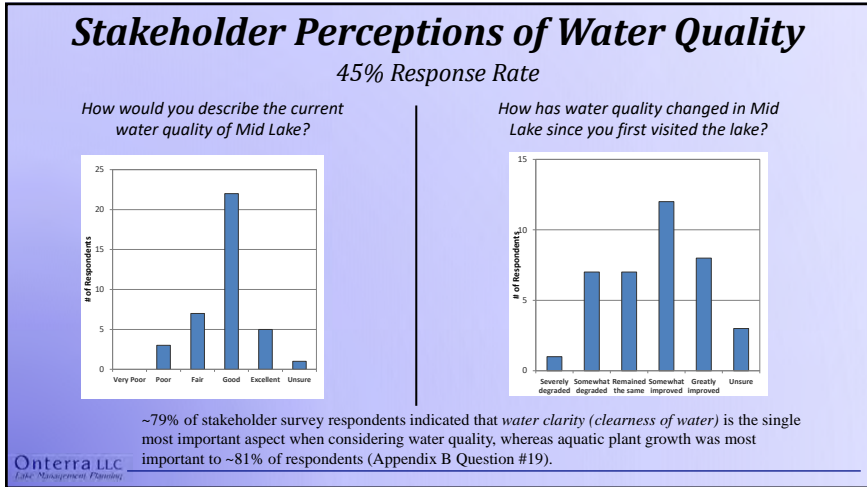 Stakeholder Perceptions of Water Quality
45% Response Rate
How would you describe the current
water quality of Mid Lake?
25
20
15
10
5
0
# of Respondents
Very Poor Poor Fair Good Excellent Unsure
How has water quality changed in Mid
Lake since you first visited the lake?
15
10
5
0
# of Respondents
Severely degraded Somewhat degraded Remained the same Somewhat improved Greatly improved Unsure
~79% of stakeholder survey respondents indicated that water clarity (clearness of water) is the single
most important aspect when considering water quality, whereas aquatic plant growth was most
important to ~81% of respondents (Appendix B Question #19).
Onterra LLC
Lake Management Planning